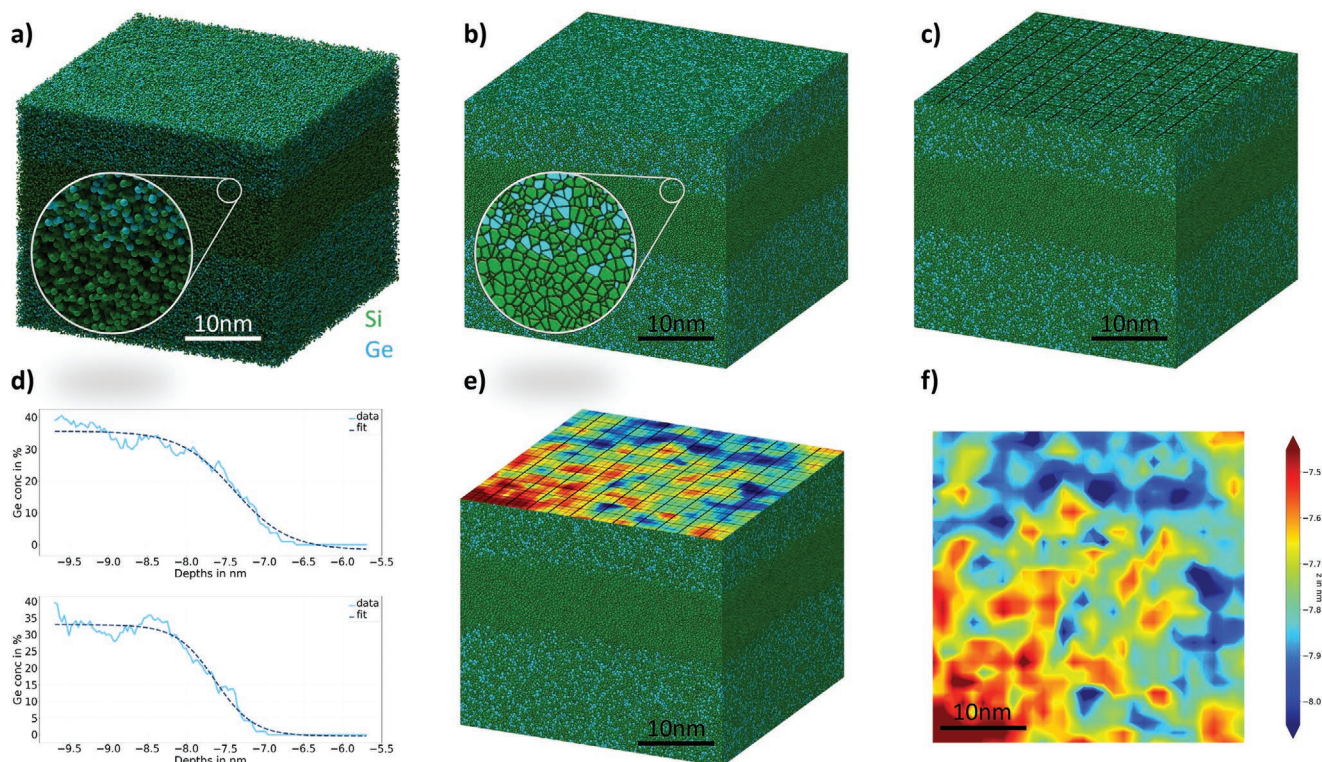 a)
b)
c)
10nm
10nm
10nm
Si
Ge
d)
e)
f)
40
30
20
10
0
Ge conc in %
data
fit
−9.5 −9.0 −8.5 −8.0 −7.5 −7.0 −6.5 −6.0 −5.5
Depths in nm
40
35
30
25
20
15
10
5
0
Ge conc in %
data
fit
−9.5 −9.0 −8.5 −8.0 −7.5 −7.0 −6.5 −6.0 −5.5
Depths in nm
10nm
10nm
−7.5
−7.6
−7.7
−7.8
−7.9
−8.0
z in nm